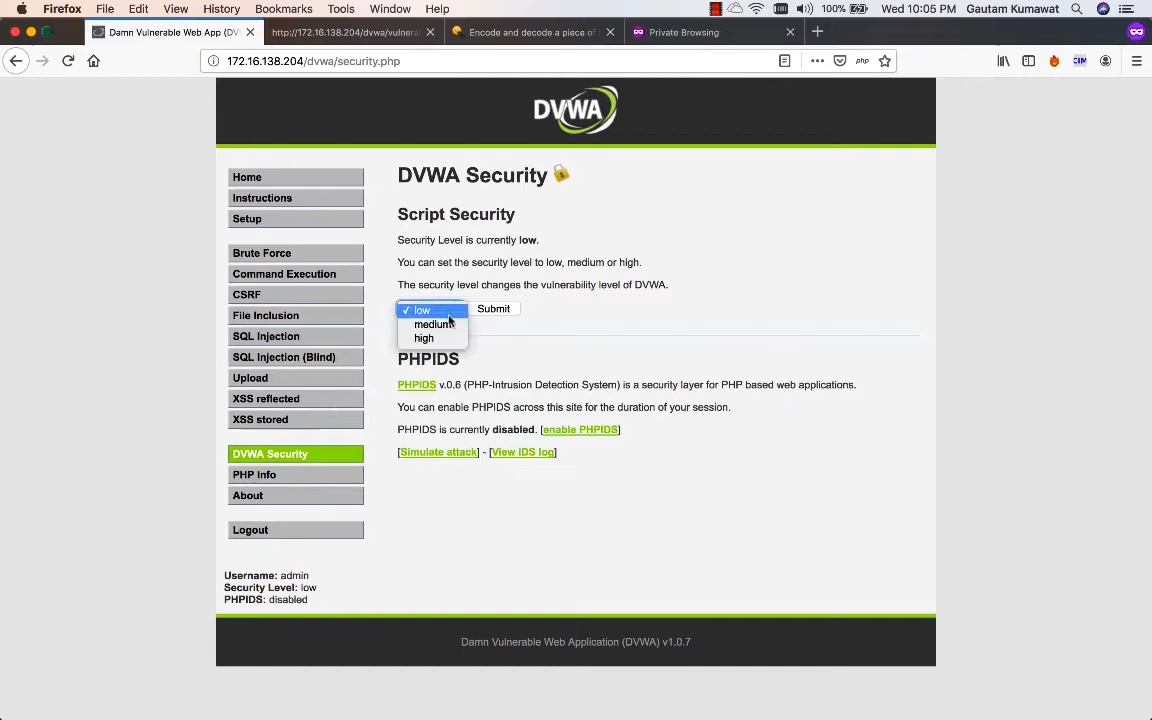 Firefox File Edit View History Bookmarks Tools Window Help 100% Wed 10:05 PM Gautam Kumawat
Damn Vulnerable Web App (DV http://172.16.138.204/dvwa/vulnera Encode and decode a piece of Private Browsing
172.16.138.204/dvwa/security.php php CIM
DVWA
Home
Instructions
Setup
Brute Force
Command Execution
CSRF
File Inclusion
SQL Injection
SQL Injection (Blind)
Upload
XSS reflected
XSS stored
DVWA Security
PHP Info
About
Logout
Username: admin
Security Level: low
PHPIDS: disabled
DVWA Security
Script Security
Security Level is currently low.
You can set the security level to low, medium or high.
The security level changes the vulnerability level of DVWA.
low Submit
medium
high
PHPIDS
PHPIDS v.0.6 (PHP-Intrusion Detection System) is a security layer for PHP based web applications.
You can enable PHPIDS across this site for the duration of your session.
PHPIDS is currently disabled. [enable PHPIDS]
[Simulate attack] - [View IDS log]
Damn Vulnerable Web Application (DVWA) v1.0.7